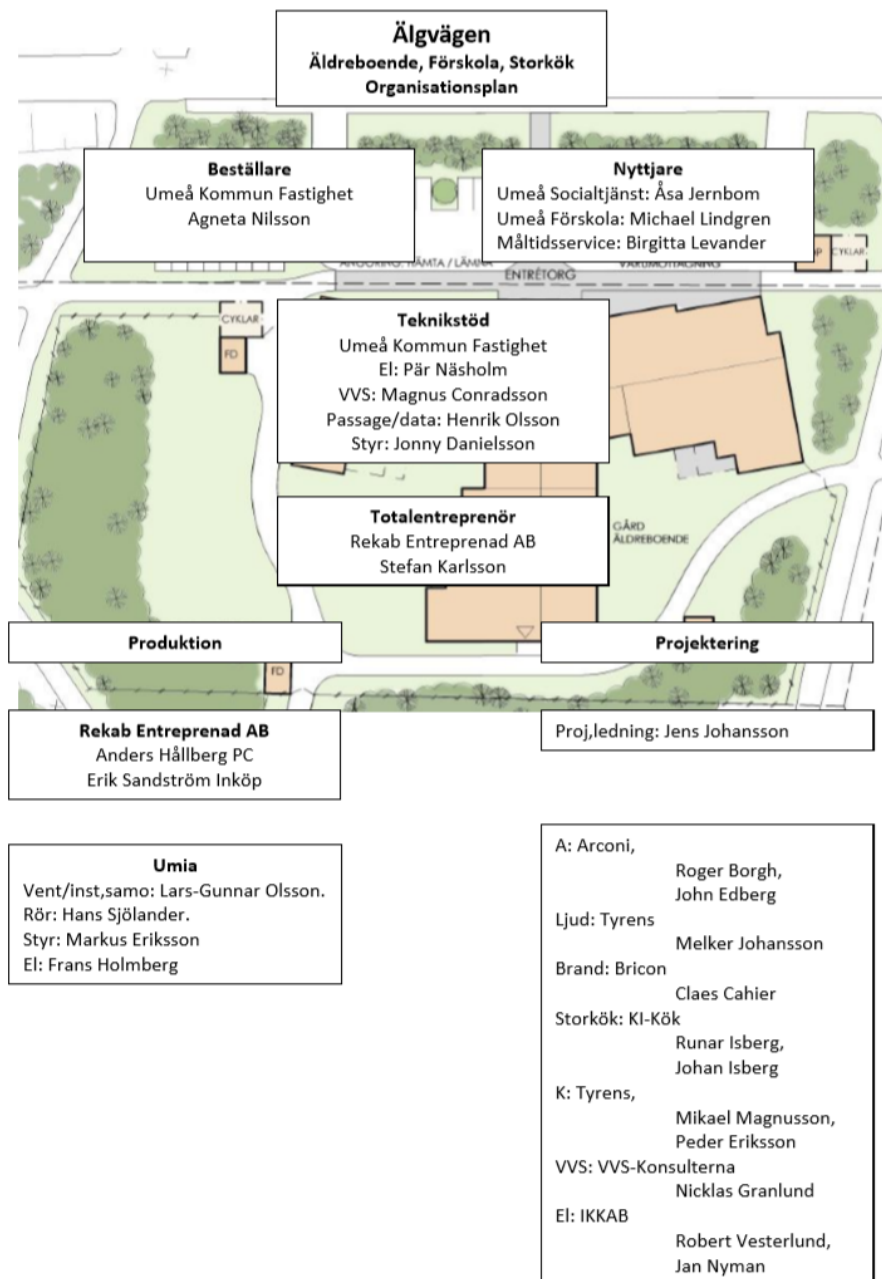 Älgvägen
Äldreboende, Förskola, Storkök
Organisationsplan
Beställare
Umeå Kommun Fastighet
Agneta Nilsson
Nyttjare
Umeå Socialtjänst: Åsa Jernbom
Umeå Förskola: Michael Lindgren
Måltidsservice: Birgitta Levander
CYKLAR
ENTRÉTORG
CYKLAR
FD
Teknikstöd
Umeå Kommun Fastighet
El: Pär Näsholm
VVS: Magnus Conradsson
Passage/data: Henrik Olsson
Styr: Jonny Danielsson
Totalentreprenör
Rekab Entreprenad AB
Stefan Karlsson
GÅRD
ÄLDREBOENDE
Produktion
Projektering
FD
Rekab Entreprenad AB
Anders Hållberg PC
Erik Sandström Inköp
Proj,ledning: Jens Johansson
Umia
Vent/inst,samo: Lars-Gunnar Olsson.
Rör: Hans Sjölander.
Styr: Markus Eriksson
El: Frans Holmberg
A: Arconi,
Roger Borgh,
John Edberg
Ljud: Tyrens
Melker Johansson
Brand: Bricon
Claes Cahier
Storkök: KI-Kök
Runar Isberg,
Johan Isberg
K: Tyrens,
Mikael Magnusson,
Peder Eriksson
VVS: VVS-Konsulterna
Nicklas Granlund
El: IKKAB
Robert Vesterlund,
Jan Nyman